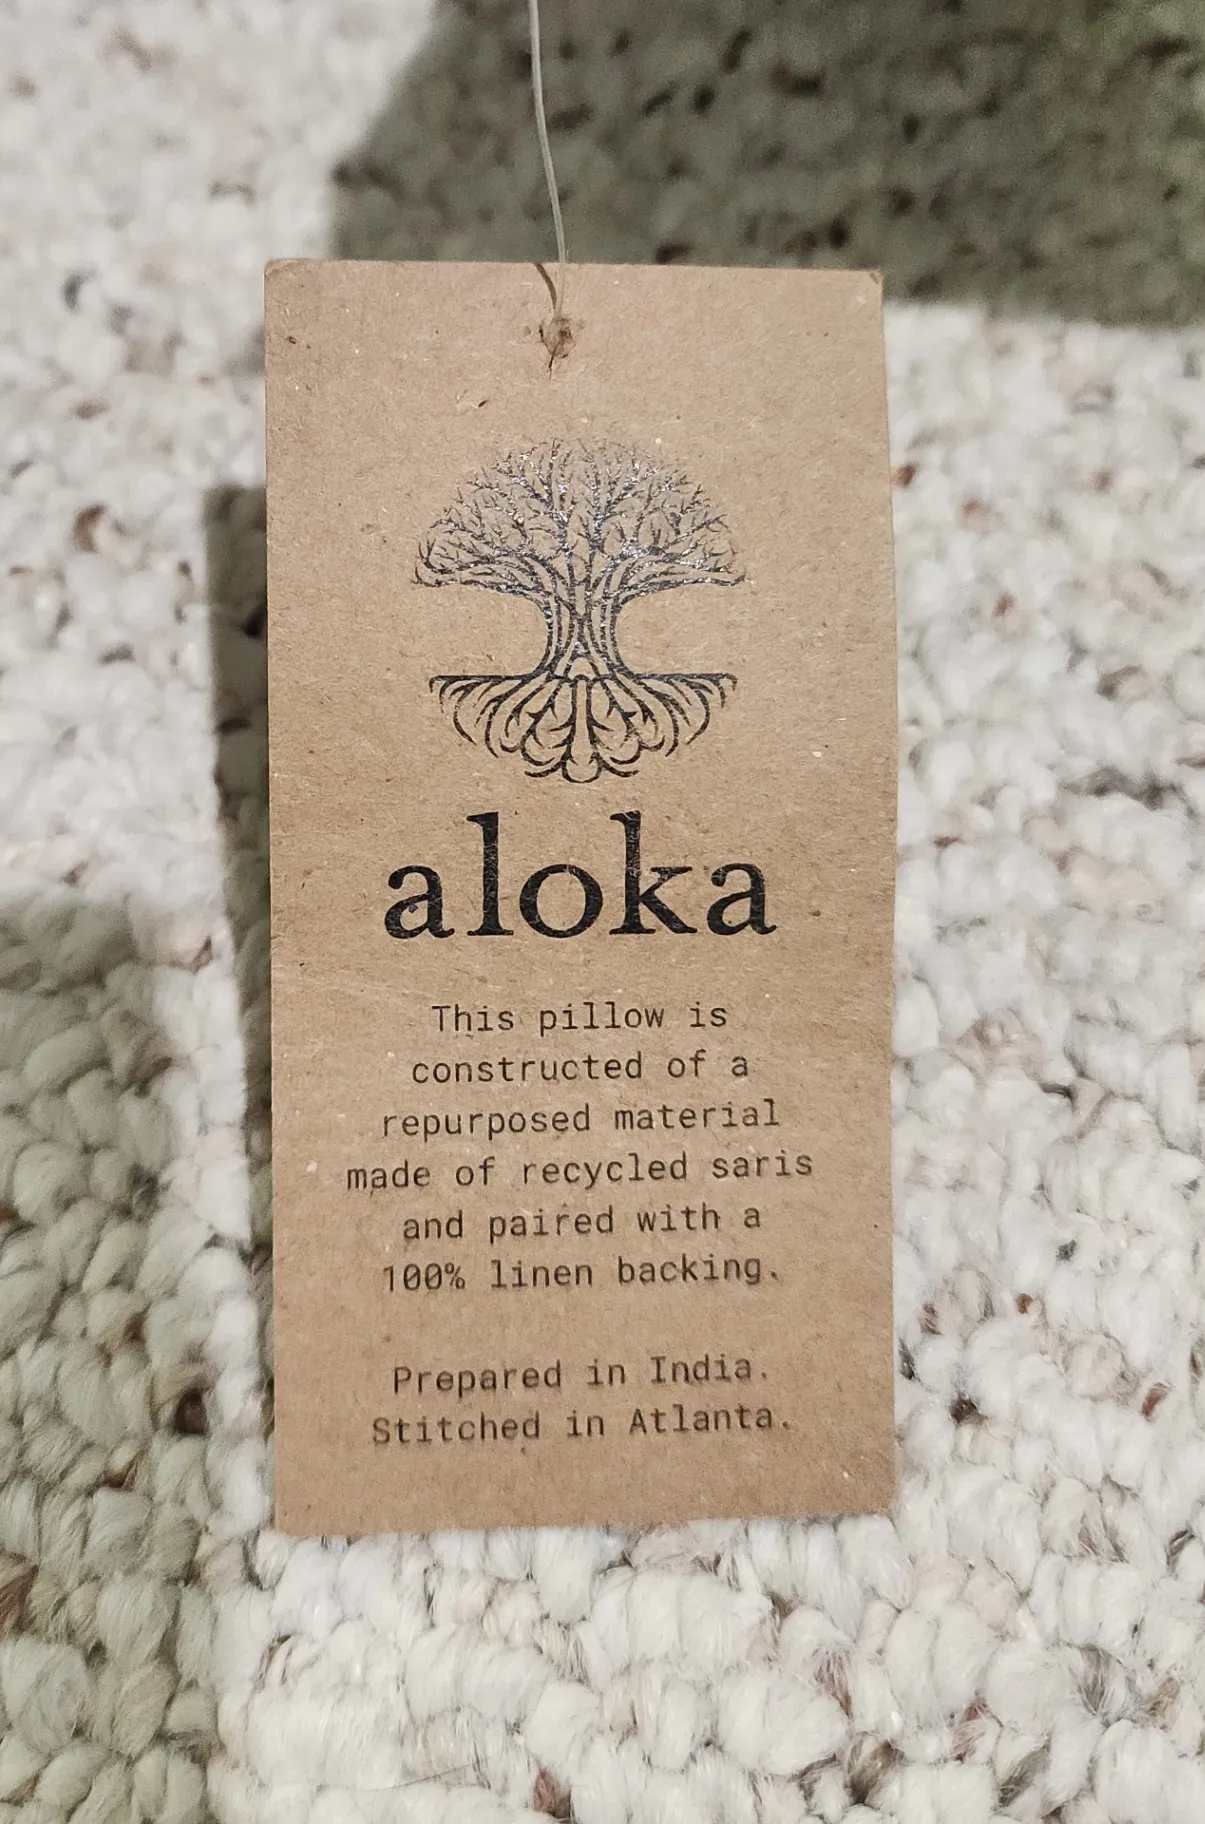 aloka
This pillow is
constructed of a
repurposed material
made of recycled saris
and paired with a
100% linen backing.
Prepared in India.
Stitched in Atlanta.